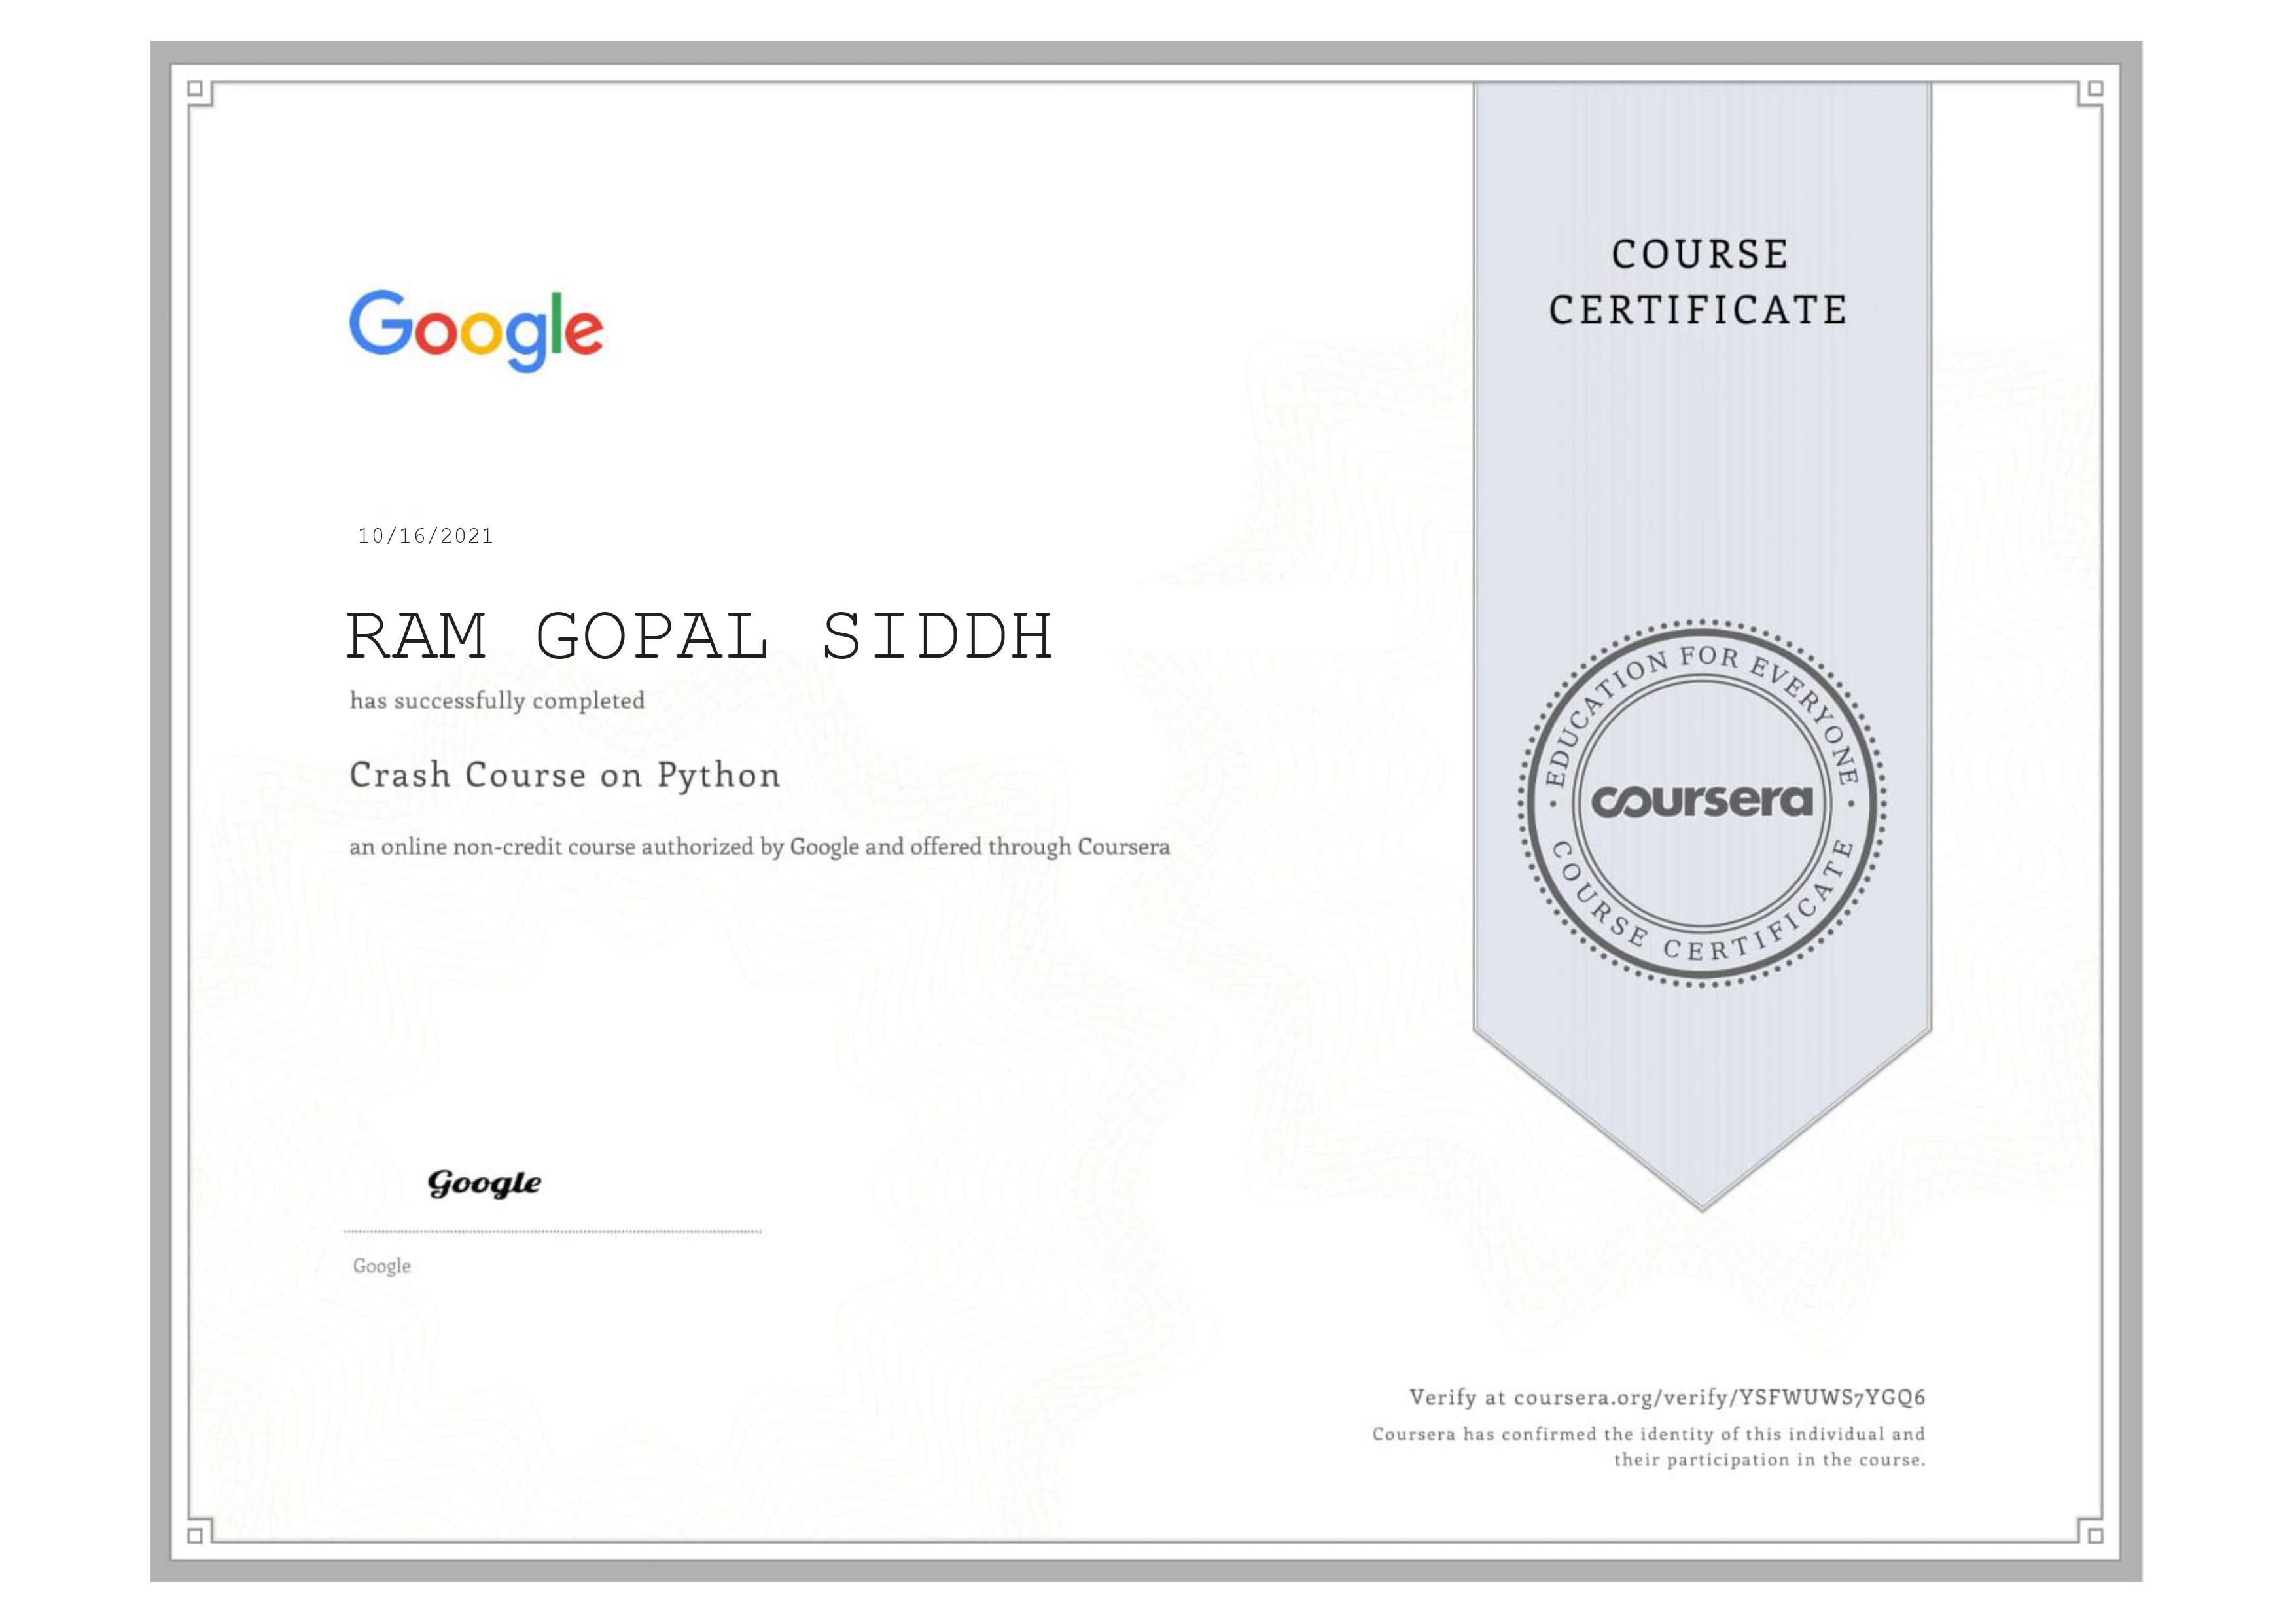 Google
COURSE
CERTIFICATE
10/16/2021
RAM GOPAL SIDDH
has successfully completed
Crash Course on Python
an online non-credit course authorized by Google and offered through Coursera
EDUCATION FOR EVERYONE
coursera
COURSE CERTIFICATE
Google
Google
Verify at coursera.org/verify/YSFWUWS7YGQ6
Coursera has confirmed the identity of this individual and
their participation in the course.